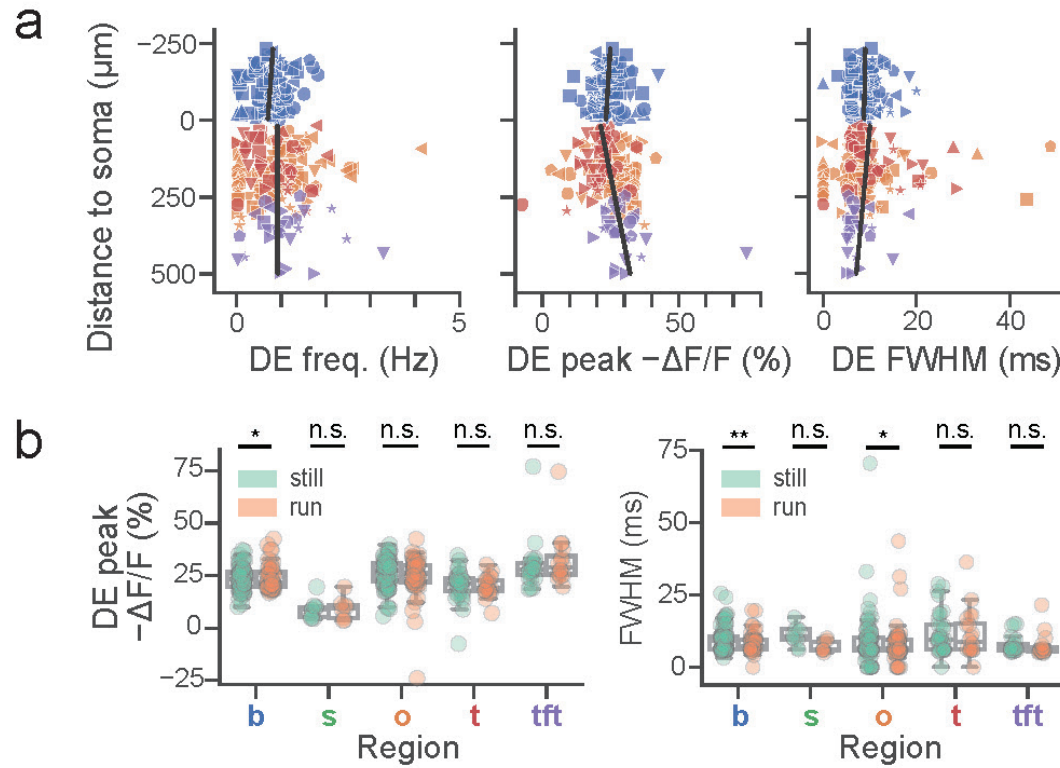 a
Distance to soma (µm)
−250
0
250
500
0
5
DE freq. (Hz)
0
50
DE peak −ΔF/F (%)
0
20
40
DE FWHM (ms)
b
DE peak
−ΔF/F (%)
75
50
25
0
−25
* n.s. n.s. n.s. n.s.
still
run
b s o t tft
Region
FWHM (ms)
75
50
25
0
** n.s. * n.s. n.s.
still
run
b s o t tft
Region